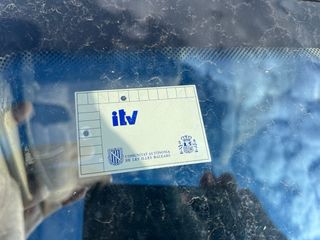 itv
COMUNITAT AUTÒNOMA
DE LES ILLES BALEARS